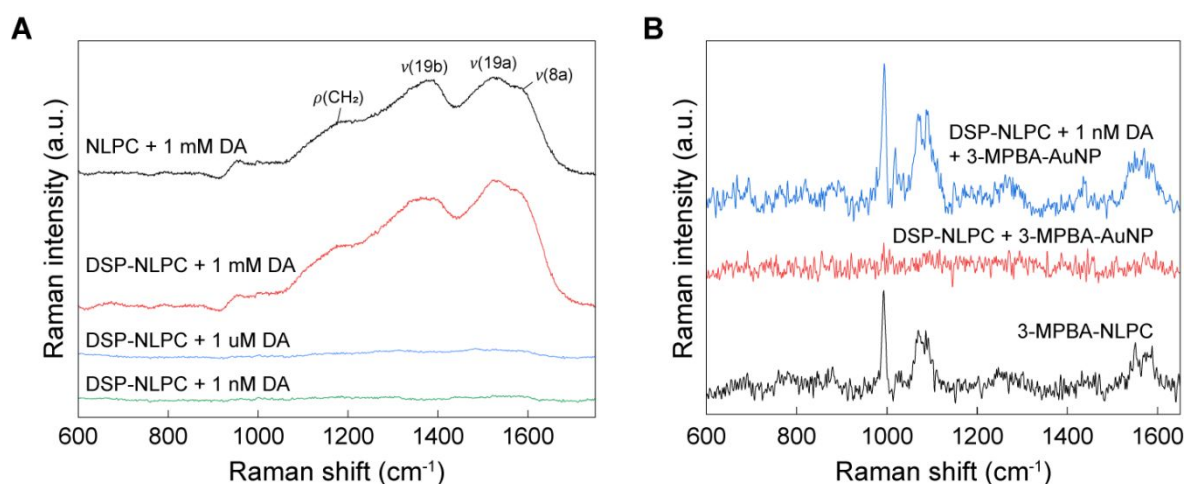 A
Raman intensity (a.u.)
ρ(CH₂)
ν(19b)
ν(19a)
ν(8a)
NLPC + 1 mM DA
DSP-NLPC + 1 mM DA
DSP-NLPC + 1 uM DA
DSP-NLPC + 1 nM DA
600 800 1000 1200 1400 1600
Raman shift (cm⁻¹)
B
Raman intensity (a.u.)
DSP-NLPC + 1 nM DA
+ 3-MPBA-AuNP
DSP-NLPC + 3-MPBA-AuNP
3-MPBA-NLPC
600 800 1000 1200 1400 1600
Raman shift (cm⁻¹)